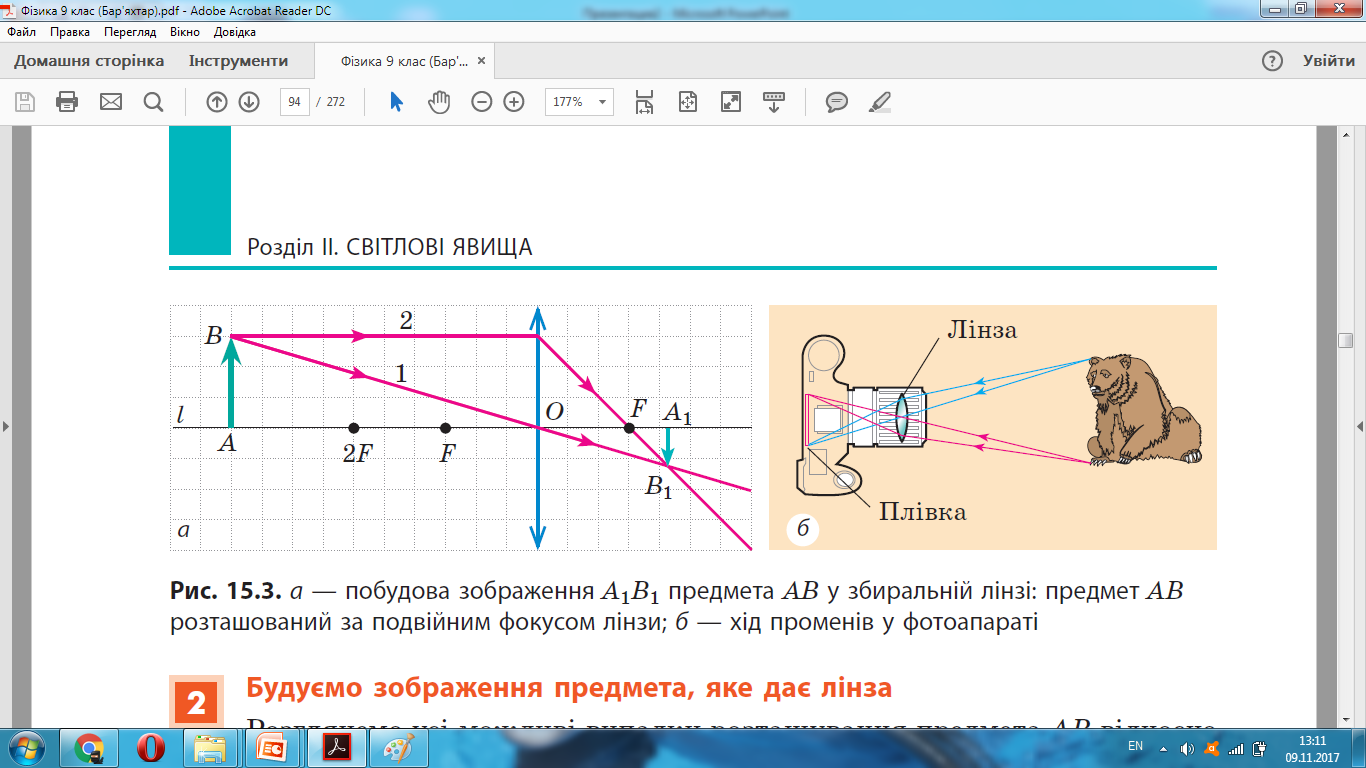 Фізика 9 клас (Бар'яхтар).pdf - Adobe Acrobat Reader DC
Файл Правка Перегляд Вікно Довідка
Домашня сторінка Інструменти Фізика 9 клас (Бар'... × ? Увійти
94 / 272 177%
Розділ II. СВІТЛОВІ ЯВИЩА
B 2
1
l A 2F F O F A₁
B₁
а
Лінза
Плівка
б
Рис. 15.3. а — побудова зображення A₁B₁ предмета AB у збиральній лінзі: предмет AB
розташований за подвійним фокусом лінзи; б — хід променів у фотоапараті
2 Будуємо зображення предмета, яке дає лінза
EN 13:11
09.11.2017